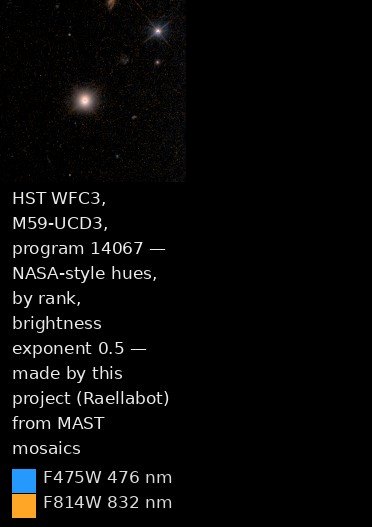 HST WFC3,
M59-UCD3,
program 14067 —
NASA-style hues,
by rank,
brightness
exponent 0.5 —
made by this
project (Raellabot)
from MAST
mosaics
F475W 476 nm
F814W 832 nm